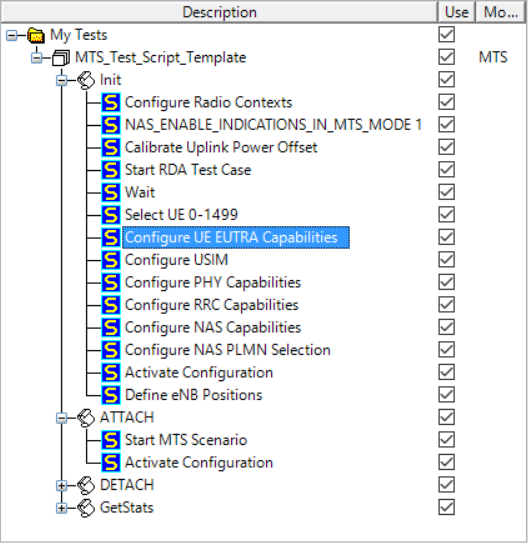 Description Use Mo...
My Tests
MTS_Test_Script_Template MTS
Init
S Configure Radio Contexts
S NAS_ENABLE_INDICATIONS_IN_MTS_MODE 1
S Calibrate Uplink Power Offset
S Start RDA Test Case
S Wait
S Select UE 0-1499
S Configure UE EUTRA Capabilities
S Configure USIM
S Configure PHY Capabilities
S Configure RRC Capabilities
S Configure NAS Capabilities
S Configure NAS PLMN Selection
S Activate Configuration
S Define eNB Positions
ATTACH
S Start MTS Scenario
S Activate Configuration
DETACH
GetStats